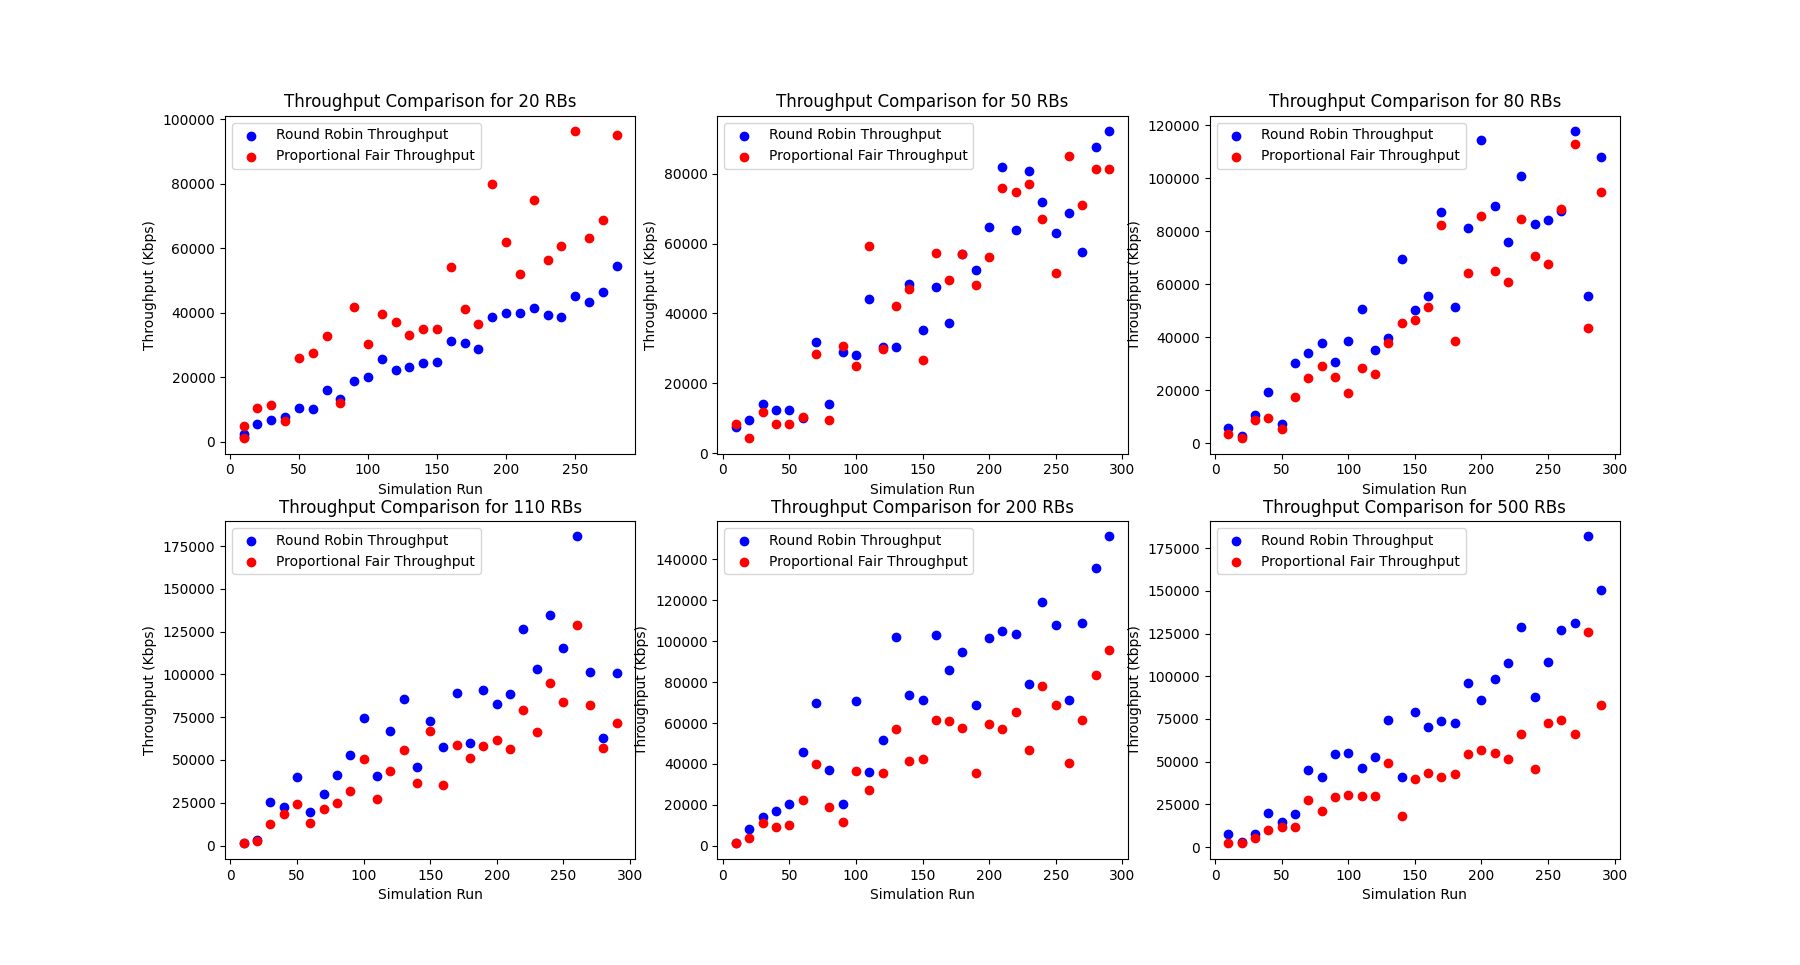 Throughput Comparison for 20 RBs
Round Robin Throughput
Proportional Fair Throughput
Throughput (Kbps)
100000
80000
60000
40000
20000
0
0 50 100 150 200 250
Simulation Run
Throughput Comparison for 50 RBs
Round Robin Throughput
Proportional Fair Throughput
Throughput (Kbps)
80000
60000
40000
20000
0
0 50 100 150 200 250 300
Simulation Run
Throughput Comparison for 80 RBs
Round Robin Throughput
Proportional Fair Throughput
Throughput (Kbps)
120000
100000
80000
60000
40000
20000
0
0 50 100 150 200 250 300
Simulation Run
Throughput Comparison for 110 RBs
Round Robin Throughput
Proportional Fair Throughput
Throughput (Kbps)
175000
150000
125000
100000
75000
50000
25000
0
0 50 100 150 200 250 300
Simulation Run
Throughput Comparison for 200 RBs
Round Robin Throughput
Proportional Fair Throughput
Throughput (Kbps)
140000
120000
100000
80000
60000
40000
20000
0
0 50 100 150 200 250 300
Simulation Run
Throughput Comparison for 500 RBs
Round Robin Throughput
Proportional Fair Throughput
Throughput (Kbps)
175000
150000
125000
100000
75000
50000
25000
0
0 50 100 150 200 250 300
Simulation Run